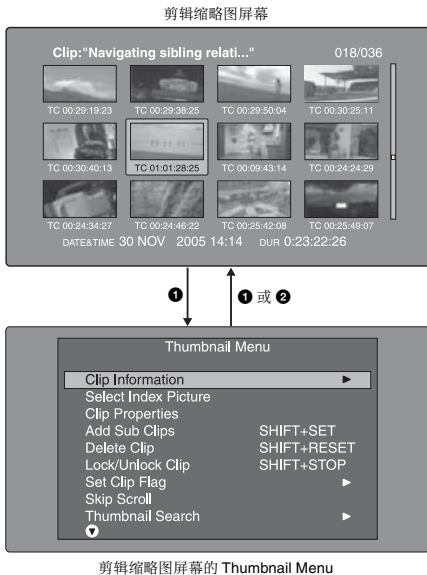 剪辑缩略图屏幕
Clip:"Navigating sibling relati..." 018/036
TC 00:29:19:23 TC 00:29:38:25 TC 00:29:50:04 TC 00:30:25:11
TC 00:30:40:13 TC 01:01:28:25 TC 00:09:43:14 TC 00:24:24:29
TC 00:24:34:27 TC 00:24:46:22 TC 00:25:42:08 TC 00:25:49:07
DATE&TIME 30 NOV 2005 14:14 DUR 0:23:22:26
❶ ❶ 或 ❷
Thumbnail Menu
Clip Information
Select Index Picture
Clip Properties
Add Sub Clips SHIFT+SET
Delete Clip SHIFT+RESET
Lock/Unlock Clip SHIFT+STOP
Set Clip Flag
Skip Scroll
Thumbnail Search
剪辑缩略图屏幕的 Thumbnail Menu